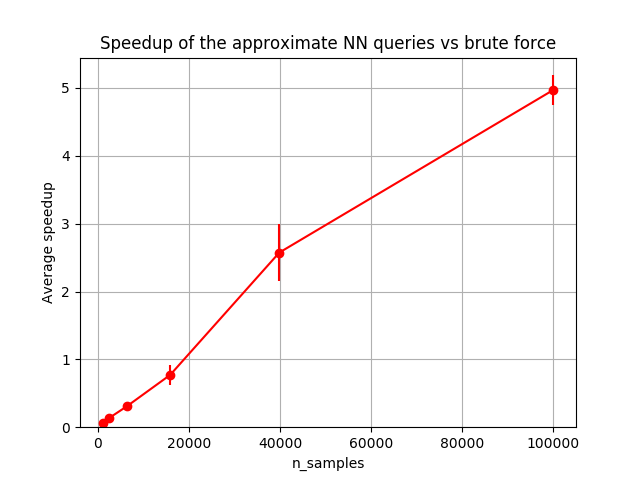 Speedup of the approximate NN queries vs brute force
5
4
3
2
1
0
Average speedup
0 20000 40000 60000 80000 100000
n_samples